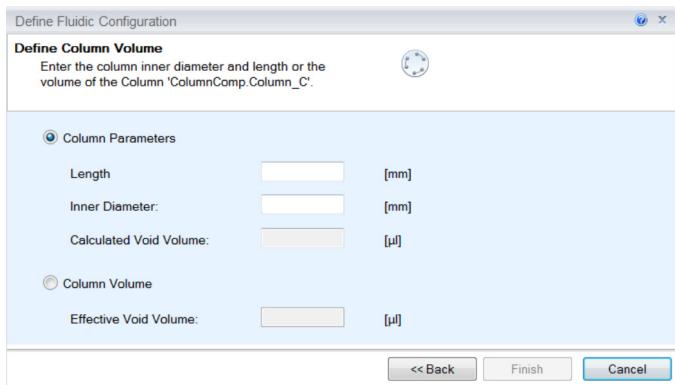 Define Fluidic Configuration
Define Column Volume
Enter the column inner diameter and length or the
volume of the Column 'ColumnComp.Column_C'.
Column Parameters
Length [mm]
Inner Diameter: [mm]
Calculated Void Volume: [µl]
Column Volume
Effective Void Volume: [µl]
<< Back Finish Cancel